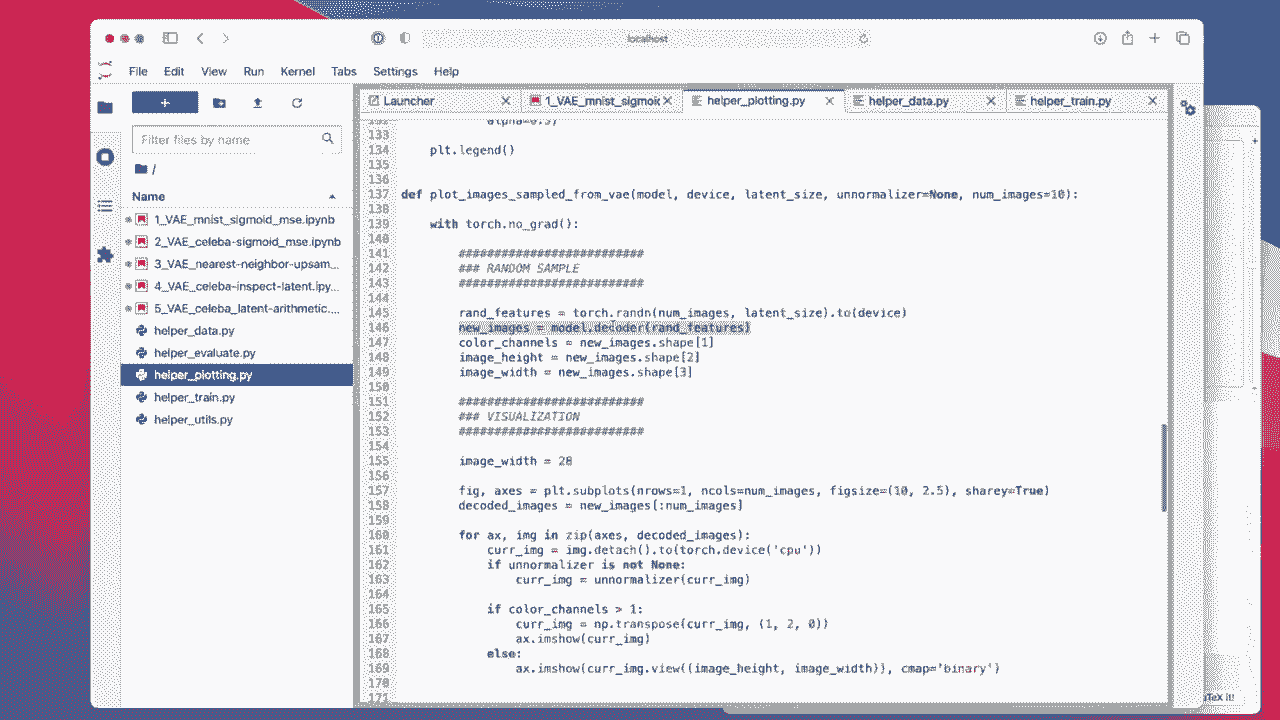 localhost
File Edit View Run Kernel Tabs Settings Help
+
Filter files by name
/
Name
1_VAE_mnist_sigmoid_mse.ipynb
2_VAE_celeba-sigmoid_mse.ipynb
3_VAE_nearest-neighbor-upsam...
4_VAE_celeba-inspect-latent.ipy...
5_VAE_celeba_latent-arithmetic....
helper_data.py
helper_evaluate.py
helper_plotting.py
helper_train.py
helper_utils.py
Launcher 1_VAE_mnist_sigmoi helper_plotting.py helper_data.py helper_train.py
132 alpha=0.5)
133
134 plt.legend()
135
136
137 def plot_images_sampled_from_vae(model, device, latent_size, unnormalizer=None, num_images=10):
138
139 with torch.no_grad():
140
141 ##########################
142 ### RANDOM SAMPLE
143 ##########################
144
145 rand_features = torch.randn(num_images, latent_size).to(device)
146 new_images = model.decoder(rand_features)
147 color_channels = new_images.shape[1]
148 image_height = new_images.shape[2]
149 image_width = new_images.shape[3]
150
151 ##########################
152 ### VISUALIZATION
153 ##########################
154
155 image_width = 28
156
157 fig, axes = plt.subplots(nrows=1, ncols=num_images, figsize=(10, 2.5), sharey=True)
158 decoded_images = new_images[:num_images]
159
160 for ax, img in zip(axes, decoded_images):
161 curr_img = img.detach().to(torch.device('cpu'))
162 if unnormalizer is not None:
163 curr_img = unnormalizer(curr_img)
164
165 if color_channels > 1:
166 curr_img = np.transpose(curr_img, (1, 2, 0))
167 ax.imshow(curr_img)
168 else:
169 ax.imshow(curr_img.view((image_height, image_width)), cmap='binary')
170
171
TeX it!